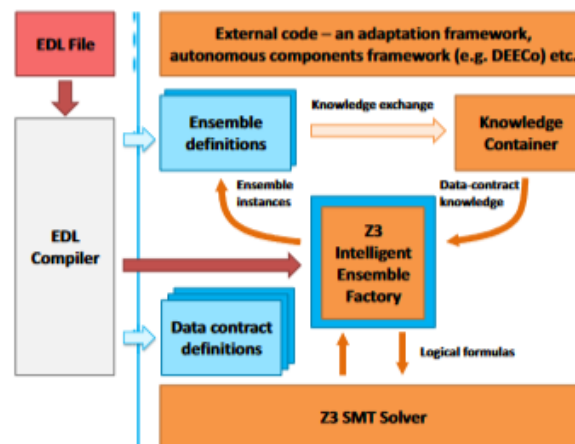 EDL File
External code – an adaptation framework,
autonomous components framework (e.g. DEECo) etc.
Ensemble
definitions
Knowledge exchange
Knowledge
Container
Ensemble
instances
Data-contract
knowledge
EDL
Compiler
Z3
Intelligent
Ensemble
Factory
Data contract
definitions
Logical formulas
Z3 SMT Solver